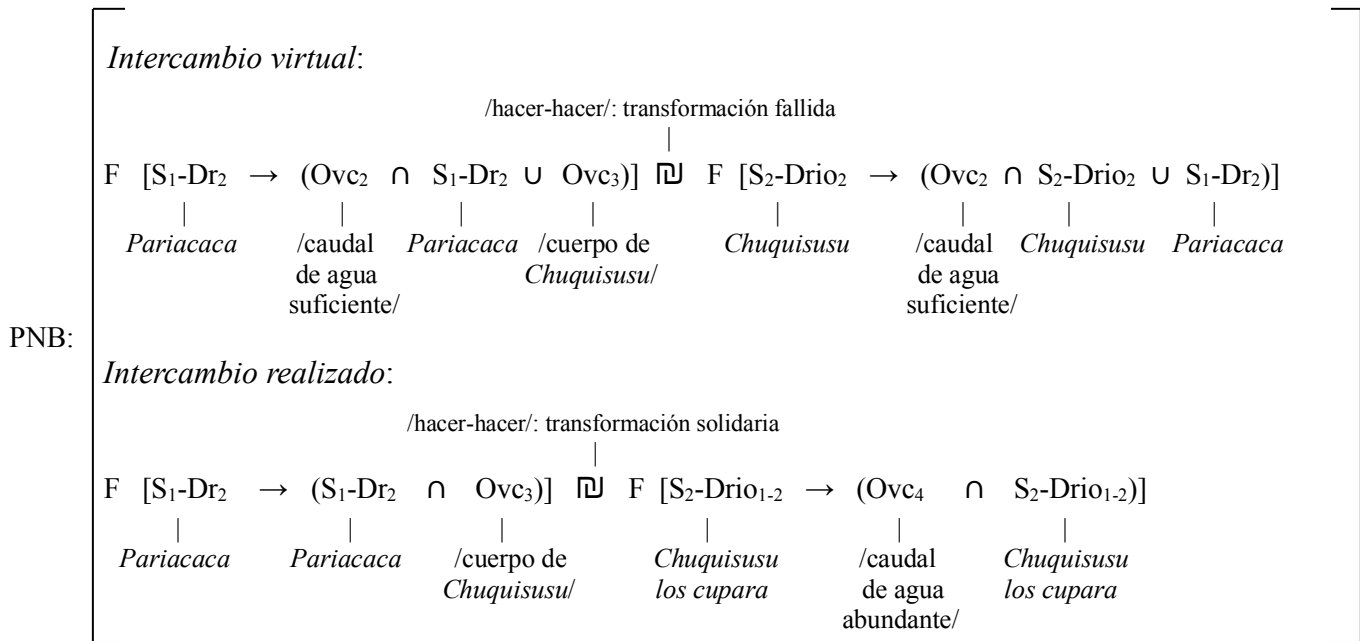 Intercambio virtual:
/hacer-hacer/: transformación fallida
|
F [S₁-Dr₂ → (Ovc₂ ∩ S₁-Dr₂ ∪ Ovc₃)] ₪ F [S₂-Drio₂ → (Ovc₂ ∩ S₂-Drio₂ ∪ S₁-Dr₂)]
| | | | | | | |
Pariacaca /caudal Pariacaca /cuerpo de Chuquisusu /caudal Chuquisusu Pariacaca
de agua Chuquisusu/ de agua
suficiente/ suficiente/
PNB:
Intercambio realizado:
/hacer-hacer/: transformación solidaria
|
F [S₁-Dr₂ → (S₁-Dr₂ ∩ Ovc₃)] ₪ F [S₂-Drio₁₋₂ → (Ovc₄ ∩ S₂-Drio₁₋₂)]
| | | | | |
Pariacaca Pariacaca /cuerpo de Chuquisusu /caudal Chuquisusu
Chuquisusu/ los cupara de agua los cupara
abundante/